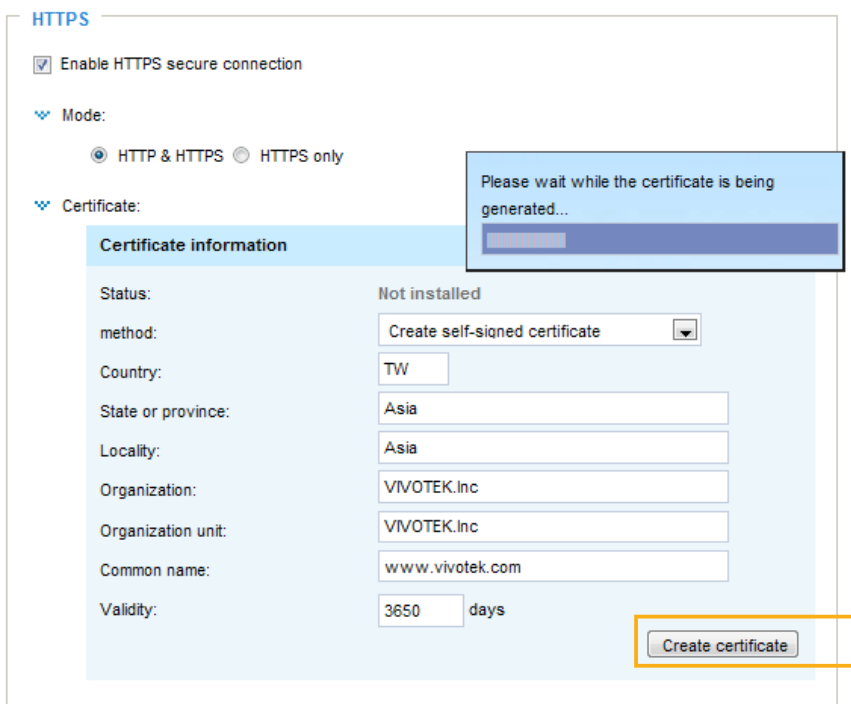 HTTPS
Enable HTTPS secure connection
Mode:
HTTP & HTTPS HTTPS only
Please wait while the certificate is being
generated...
Certificate:
Certificate information
Status: Not installed
method: Create self-signed certificate
Country: TW
State or province: Asia
Locality: Asia
Organization: VIVOTEK.Inc
Organization unit: VIVOTEK.Inc
Common name: www.vivotek.com
Validity: 3650 days
Create certificate